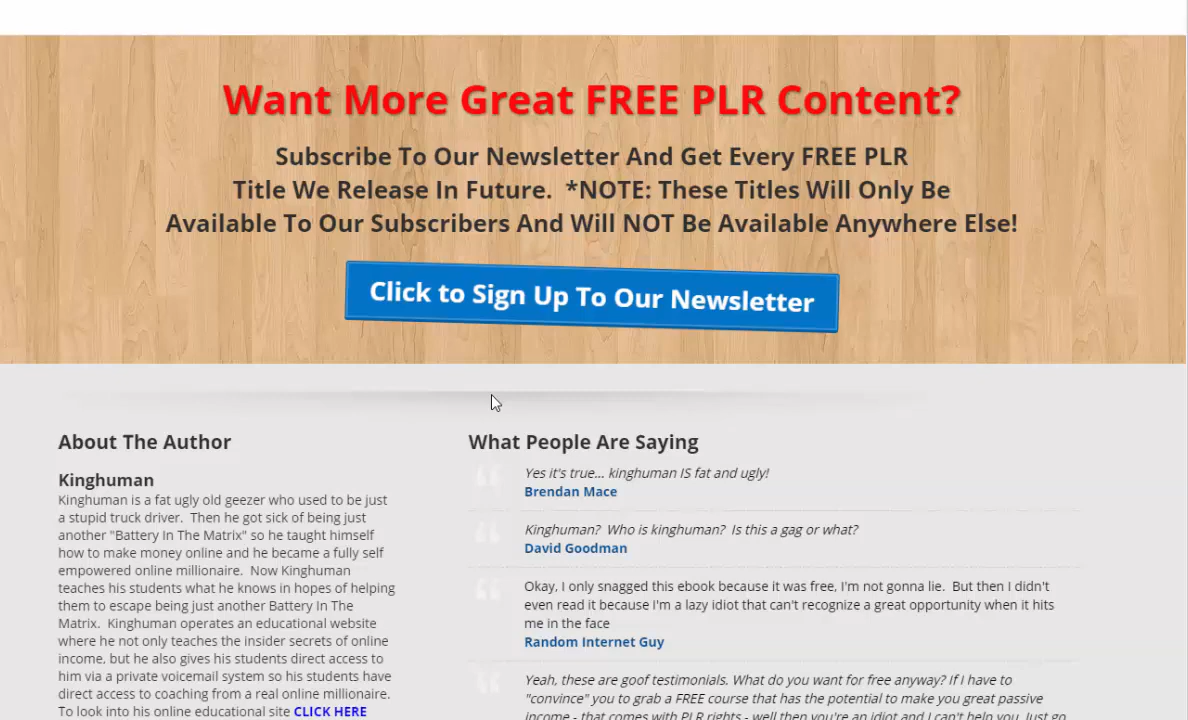 Want More Great FREE PLR Content?
Subscribe To Our Newsletter And Get Every FREE PLR
Title We Release In Future.  *NOTE: These Titles Will Only Be
Available To Our Subscribers And Will NOT Be Available Anywhere Else!
Click to Sign Up To Our Newsletter
About The Author
Kinghuman
Kinghuman is a fat ugly old geezer who used to be just
a stupid truck driver.  Then he got sick of being just
another "Battery In The Matrix" so he taught himself
how to make money online and he became a fully self
empowered online millionaire.  Now Kinghuman
teaches his students what he knows in hopes of helping
them to escape being just another Battery In The
Matrix.  Kinghuman operates an educational website
where he not only teaches the insider secrets of online
income, but he also gives his students direct access to
him via a private voicemail system so his students have
direct access to coaching from a real online millionaire.
To look into his online educational site CLICK HERE
What People Are Saying
Yes it's true... kinghuman IS fat and ugly!
Brendan Mace
Kinghuman?  Who is kinghuman?  Is this a gag or what?
David Goodman
Okay, I only snagged this ebook because it was free, I'm not gonna lie.  But then I didn't
even read it because I'm a lazy idiot that can't recognize a great opportunity when it hits
me in the face
Random Internet Guy
Yeah, these are goof testimonials. What do you want for free anyway? If I have to
"convince" you to grab a FREE course that has the potential to make you great passive
income - that comes with PLR rights - well then you're an idiot and I can't help you. Just go